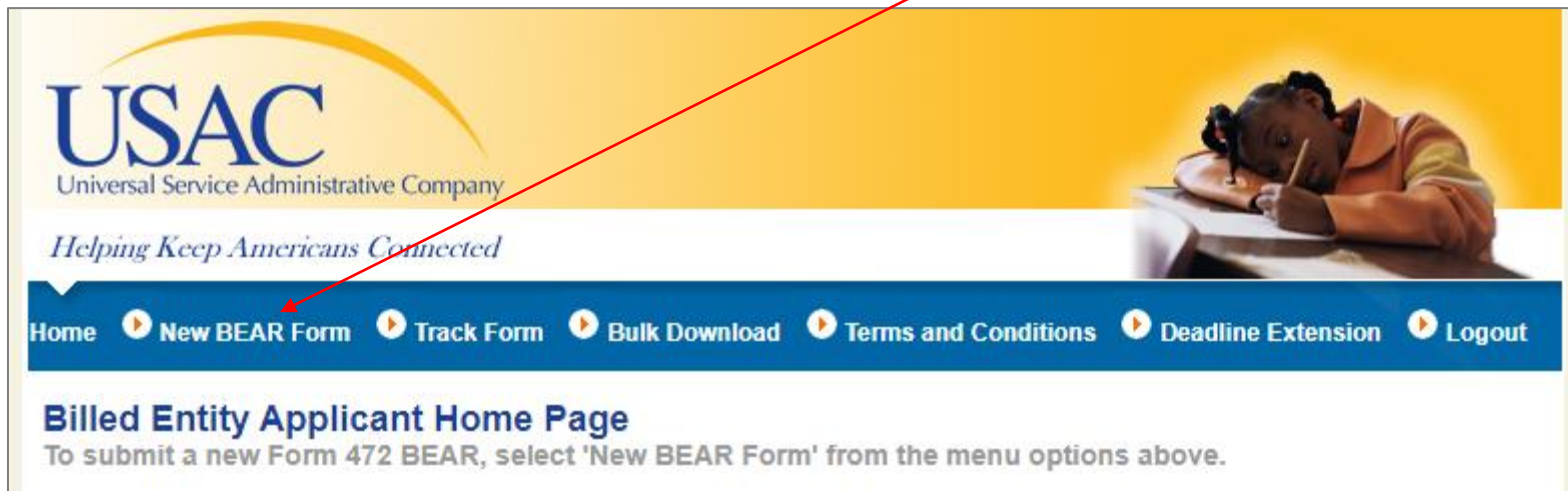 USAC
Universal Service Administrative Company
Helping Keep Americans Connected
Home New BEAR Form Track Form Bulk Download Terms and Conditions Deadline Extension Logout
Billed Entity Applicant Home Page
To submit a new Form 472 BEAR, select 'New BEAR Form' from the menu options above.